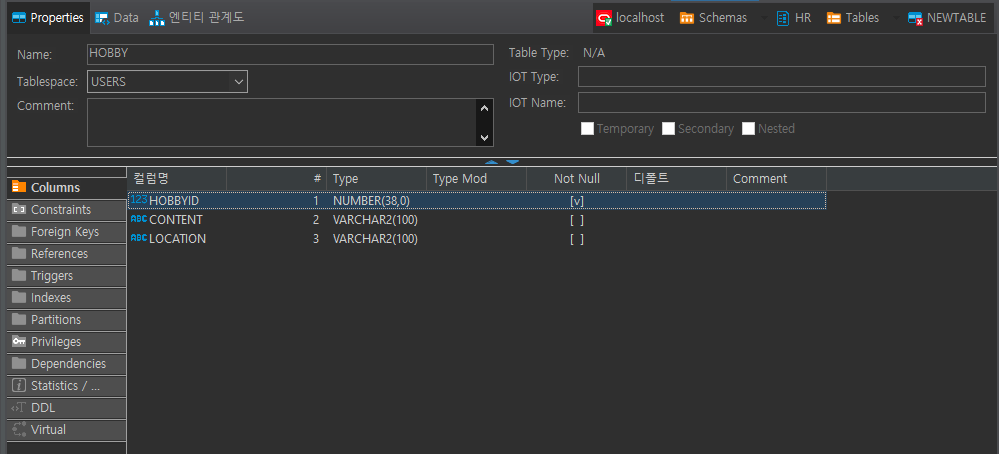 Properties Data 엔티티 관계도 localhost Schemas HR Tables NEWTABLE
Name: HOBBY Table Type: N/A
Tablespace: USERS IOT Type:
Comment: IOT Name:
Temporary Secondary Nested
Columns 컬럼명 # Type Type Mod Not Null 디폴트 Comment
Constraints 123 HOBBYID 1 NUMBER(38,0) [v]
Foreign Keys ABC CONTENT 2 VARCHAR2(100) [ ]
References ABC LOCATION 3 VARCHAR2(100) [ ]
Triggers
Indexes
Partitions
Privileges
Dependencies
Statistics / ...
DDL
Virtual